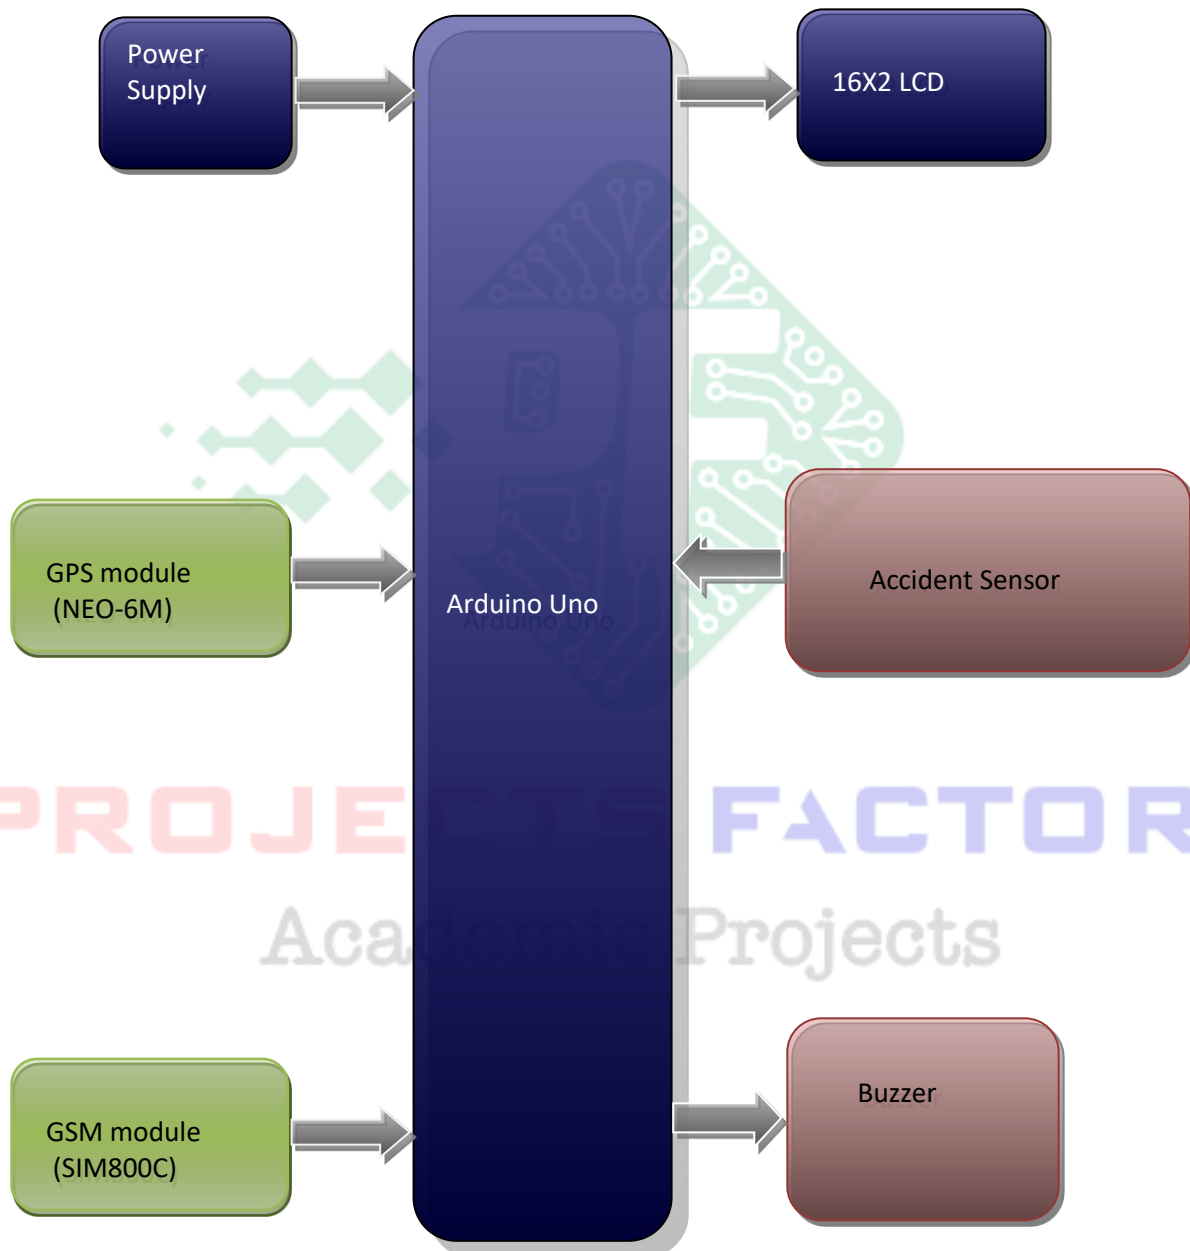 Power
Supply
16X2 LCD
GPS module
(NEO-6M)
Arduino Uno
Accident Sensor
PROJECTS FACTOR
Academic Projects
GSM module
(SIM800C)
Buzzer